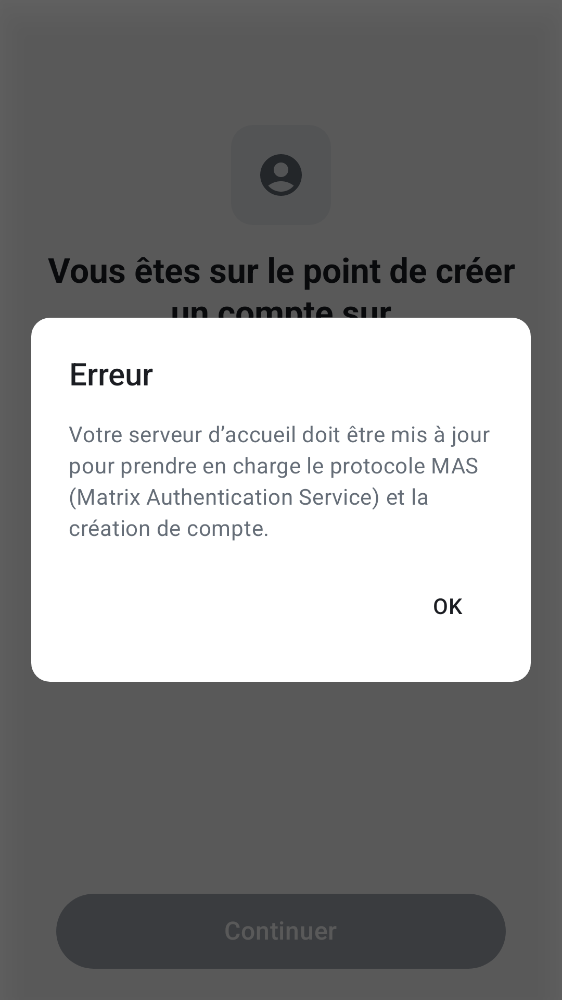 Vous êtes sur le point de créer
un compte sur
Erreur
Votre serveur d’accueil doit être mis à jour
pour prendre en charge le protocole MAS
(Matrix Authentication Service) et la
création de compte.
OK
Continuer